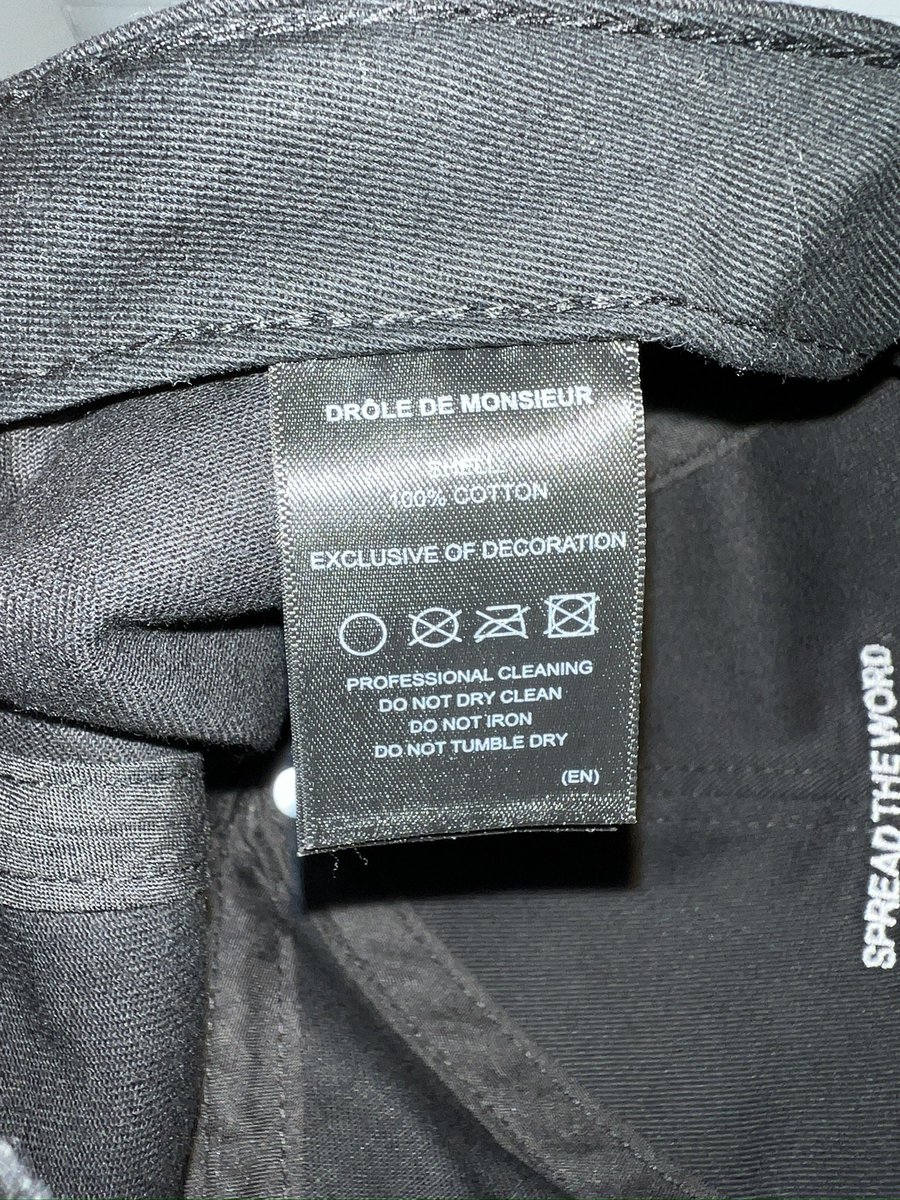 DRÔLE DE MONSIEUR
SHELL:
100% COTTON
EXCLUSIVE OF DECORATION
PROFESSIONAL CLEANING
DO NOT DRY CLEAN
DO NOT IRON
DO NOT TUMBLE DRY
(EN)
SPREAD THE WORD